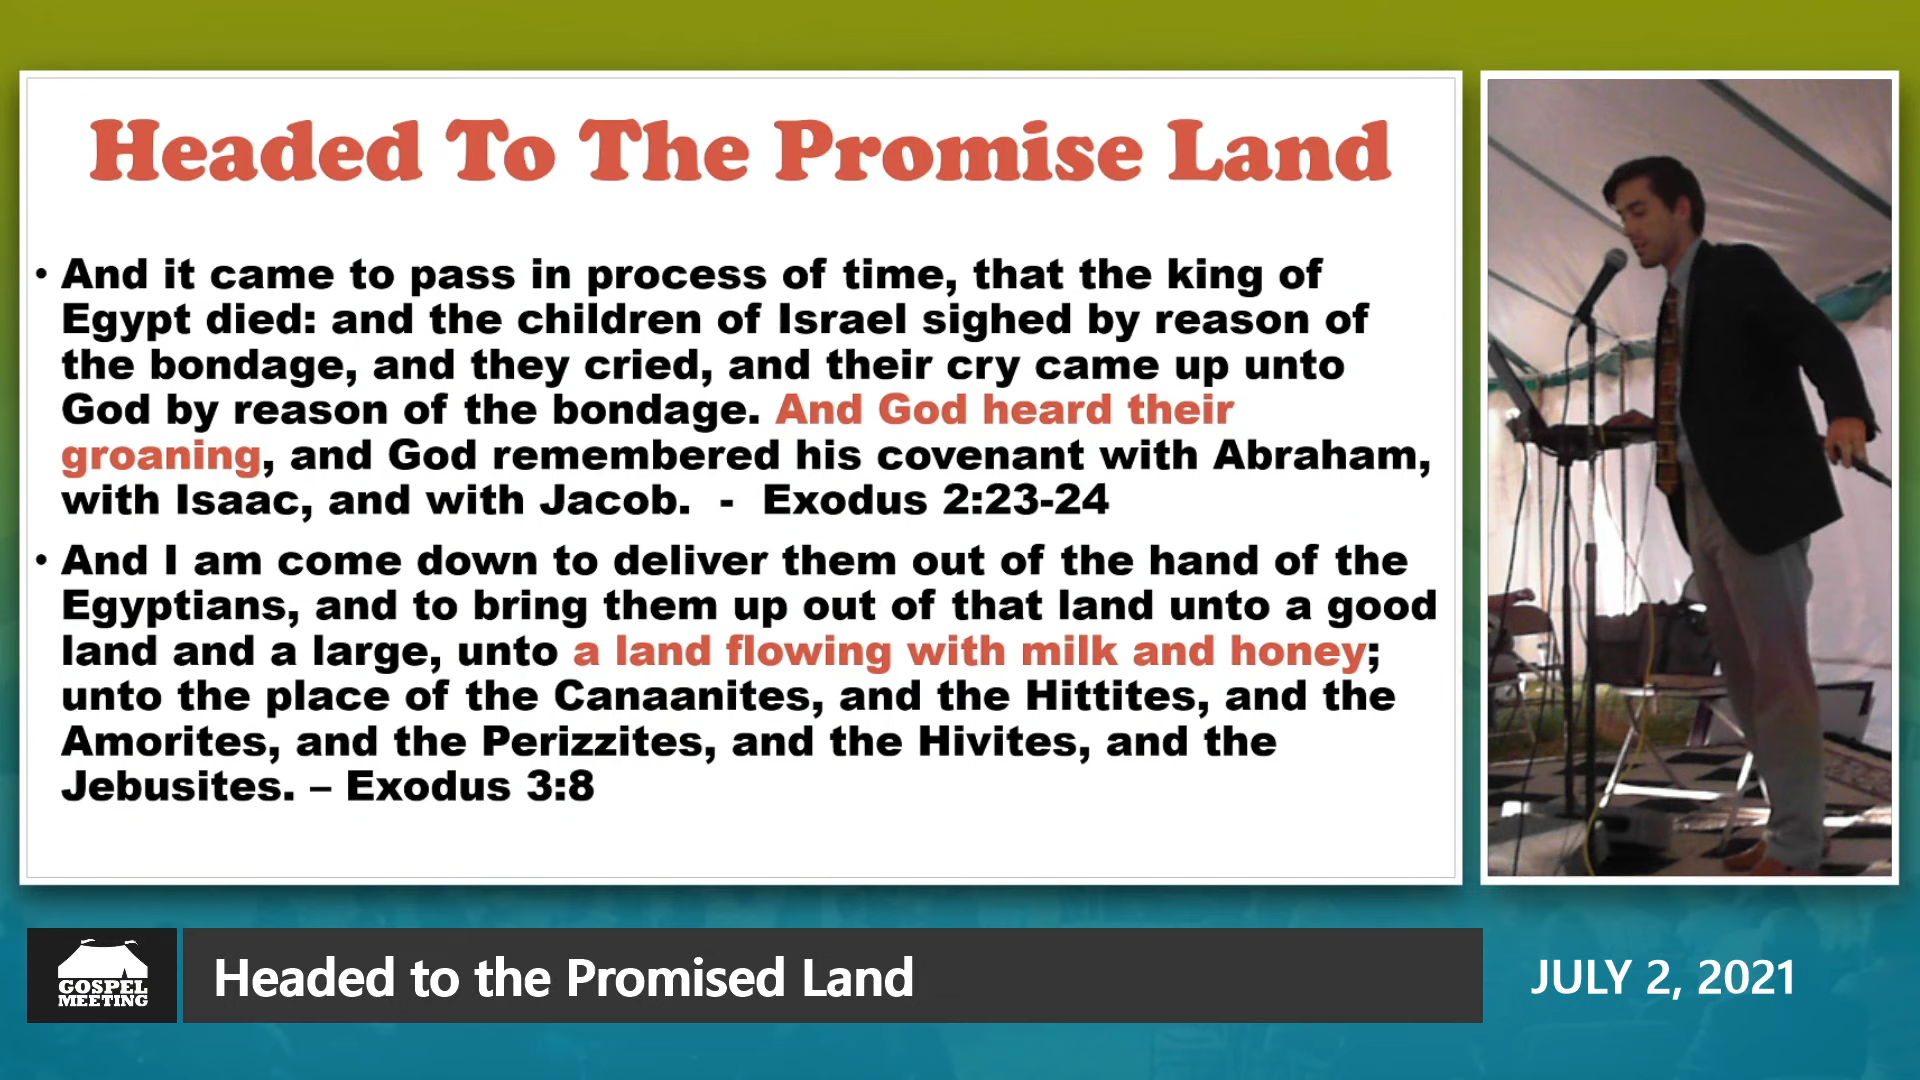 Headed To The Promise Land
• And it came to pass in process of time, that the king of
Egypt died: and the children of Israel sighed by reason of
the bondage, and they cried, and their cry came up unto
God by reason of the bondage. And God heard their
groaning, and God remembered his covenant with Abraham,
with Isaac, and with Jacob.  -  Exodus 2:23-24
• And I am come down to deliver them out of the hand of the
Egyptians, and to bring them up out of that land unto a good
land and a large, unto a land flowing with milk and honey;
unto the place of the Canaanites, and the Hittites, and the
Amorites, and the Perizzites, and the Hivites, and the
Jebusites. – Exodus 3:8
GOSPEL
MEETING
Headed to the Promised Land
JULY 2, 2021